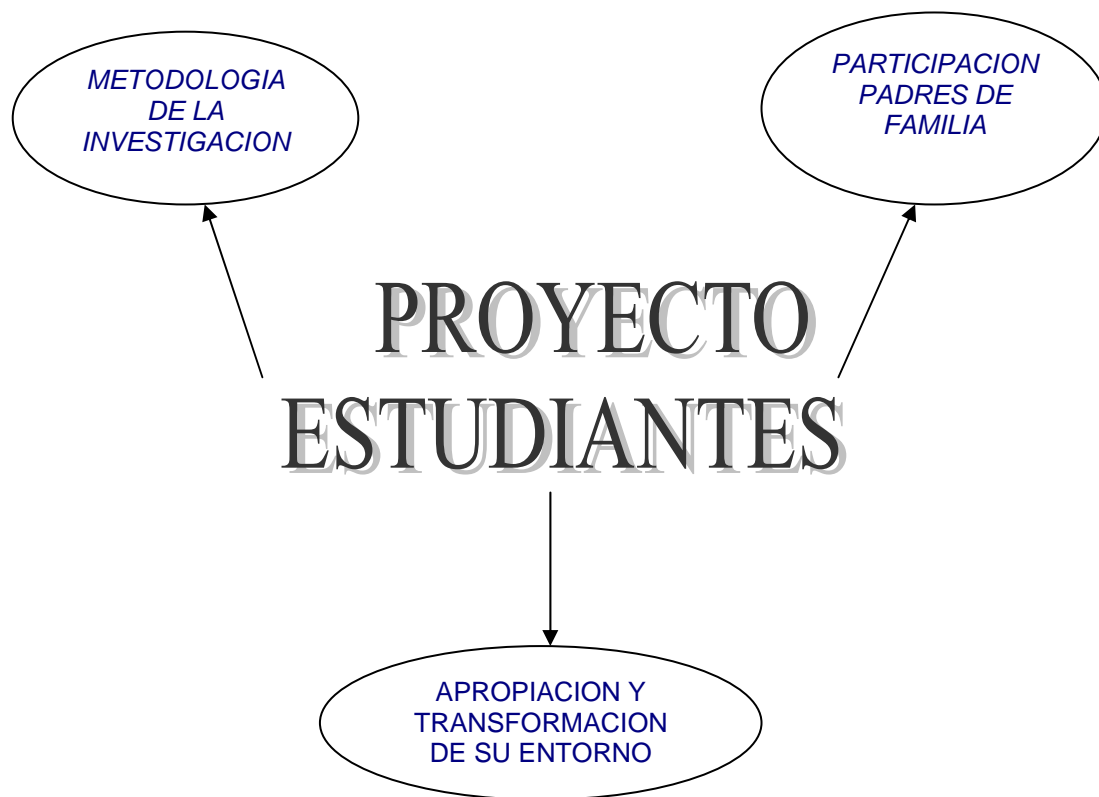 METODOLOGIA
DE LA
INVESTIGACION
PARTICIPACION
PADRES DE
FAMILIA
PROYECTO
ESTUDIANTES
APROPIACION Y
TRANSFORMACION
DE SU ENTORNO